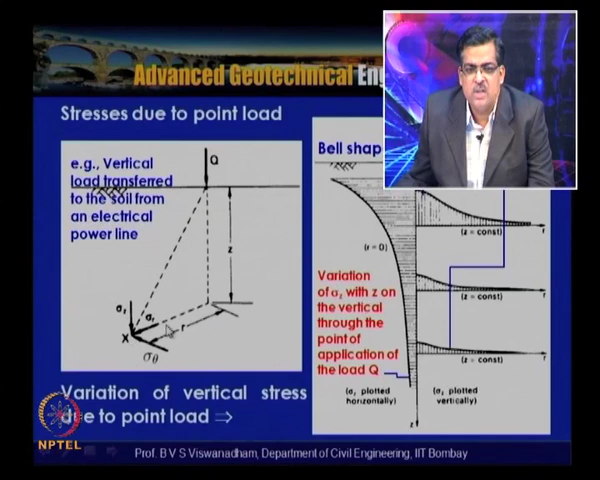 Advanced Geotechnical Eng
Stresses due to point load
e.g., Vertical
load transferred
to the soil from
an electrical
power line
Q
z
σz
σr
X
r
σθ
Bell shap
(r=0)
(z = const)
r
(z = const)
r
(z = const)
r
Variation
of σz with z on
the vertical
through the
point of
application of
the load Q
(σz plotted
horizontally)
(σz plotted
vertically)
z
Variation of vertical stress
due to point load ⇒
NPTEL
Prof. B V S Viswanadham, Department of Civil Engineering, IIT Bombay